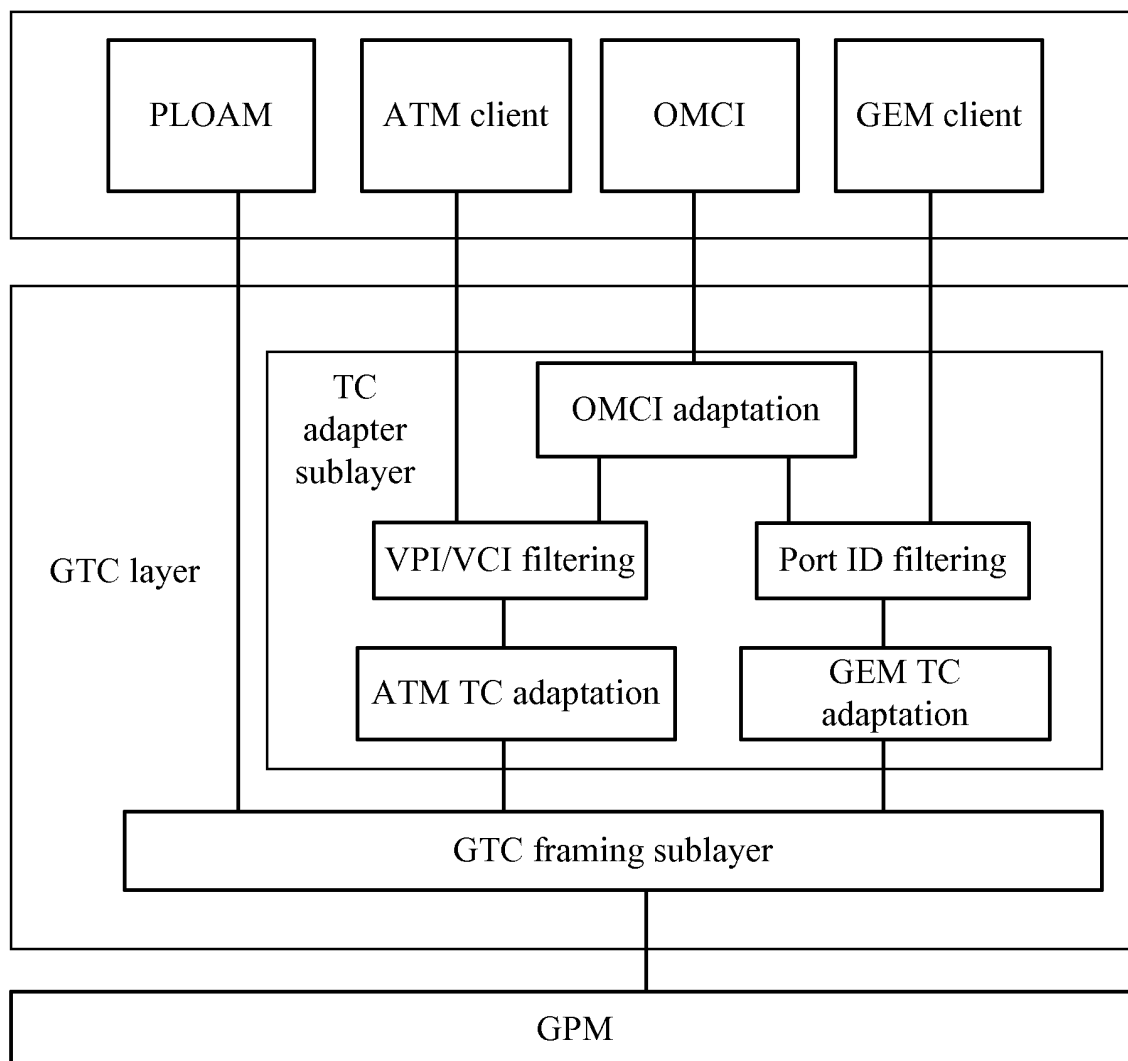 PLOAM
ATM client
OMCI
GEM client
TC
adapter
sublayer
OMCI adaptation
GTC layer
VPI/VCI filtering
Port ID filtering
ATM TC adaptation
GEM TC
adaptation
GTC framing sublayer
GPM